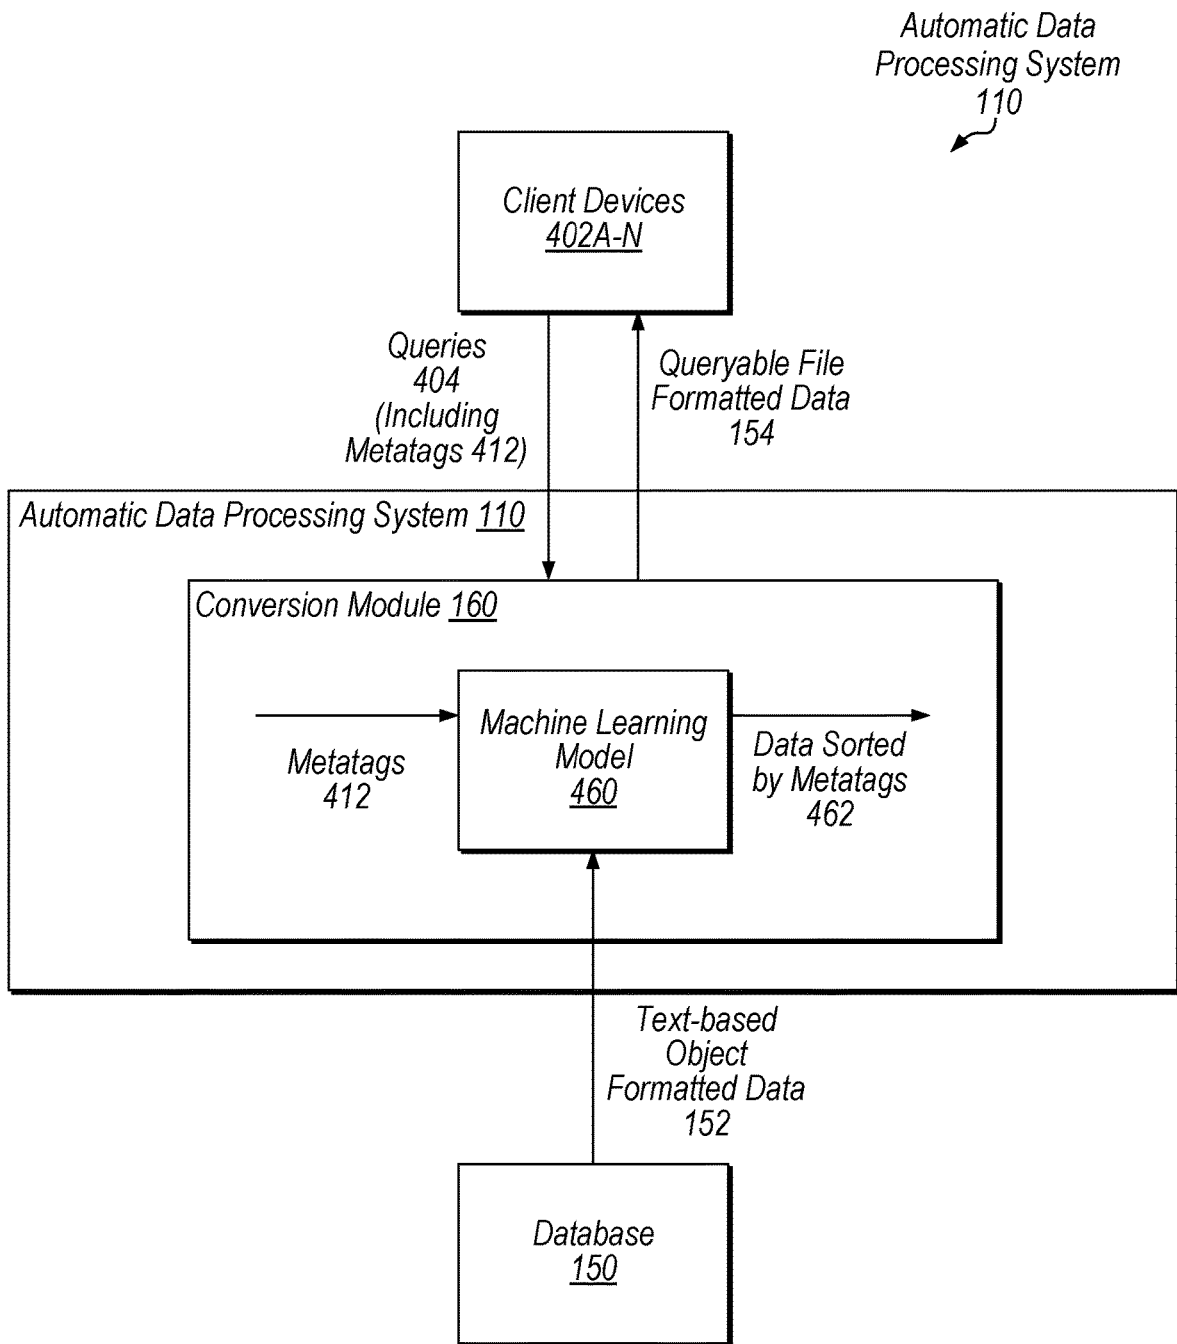 Automatic Data
Processing System
110
Client Devices
402A-N
Queries
404
(Including
Metatags 412)
Queryable File
Formatted Data
154
Automatic Data Processing System 110
Conversion Module 160
Metatags
412
Machine Learning
Model
460
Data Sorted
by Metatags
462
Text-based
Object
Formatted Data
152
Database
150